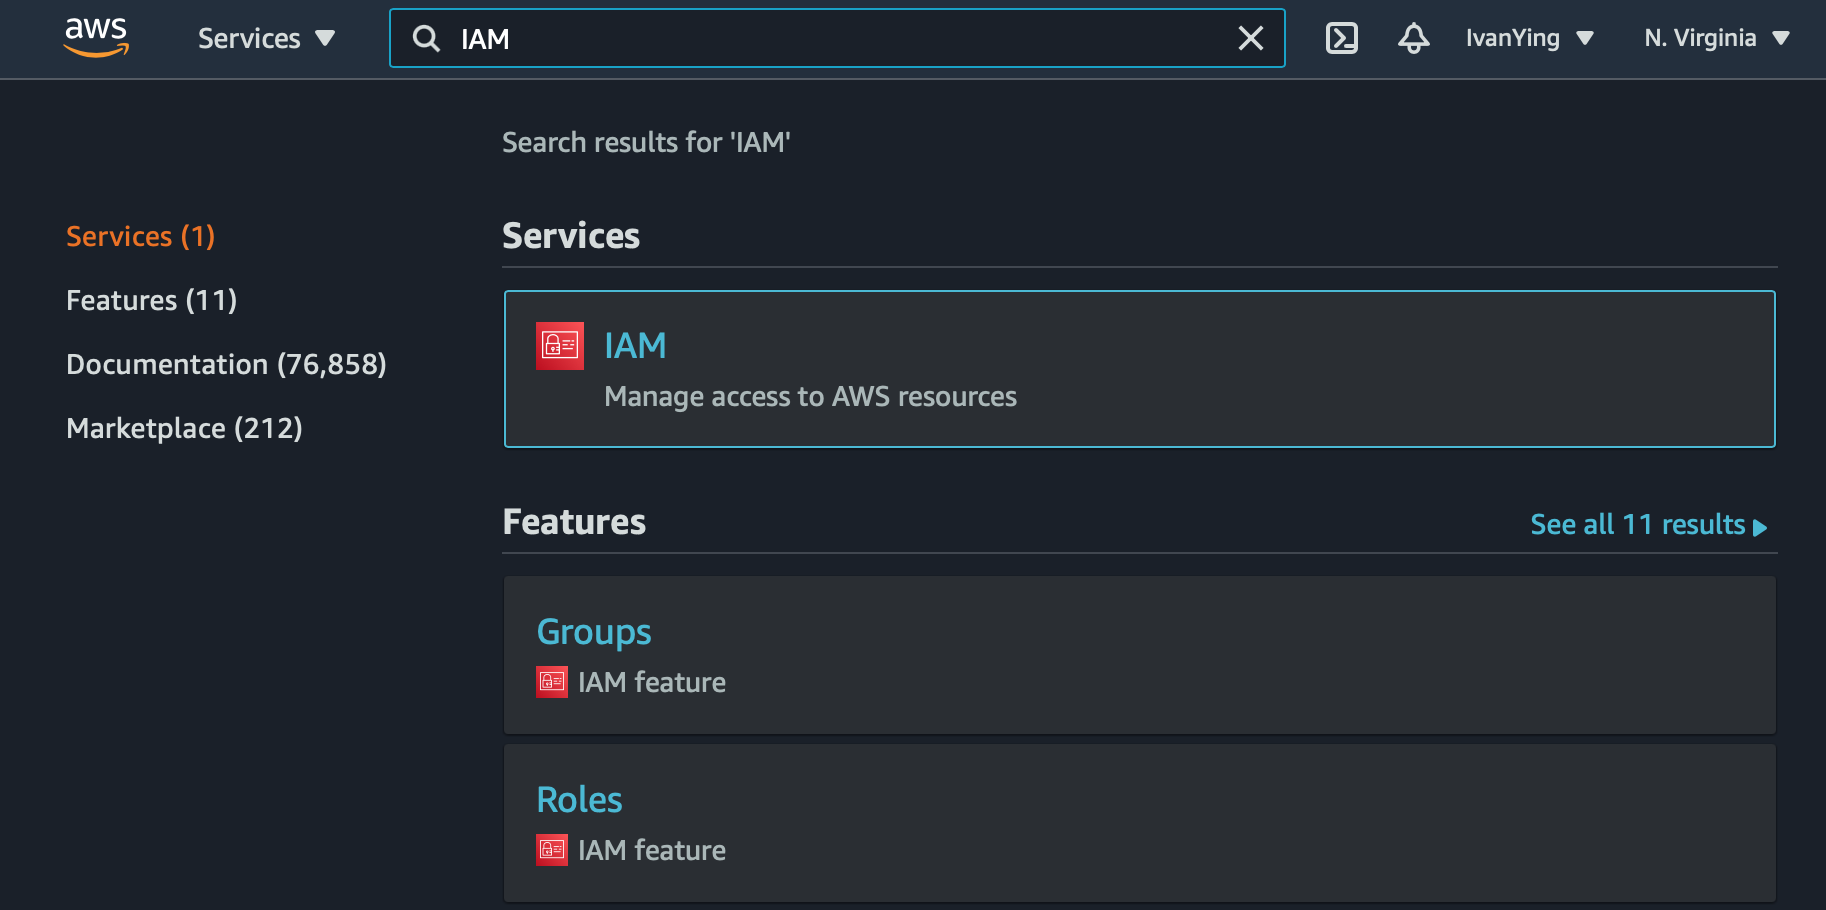 aws
Services
IAM
IvanYing
N. Virginia
Search results for 'IAM'
Services (1)
Features (11)
Documentation (76,858)
Marketplace (212)
Services
IAM
Manage access to AWS resources
Features
See all 11 results
Groups
IAM feature
Roles
IAM feature